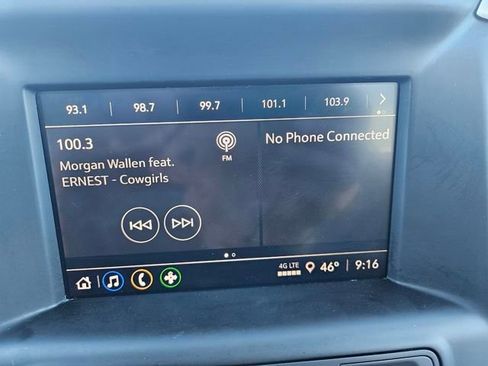 93.1 98.7 99.7 101.1 103.9
100.3
FM
Morgan Wallen feat.
ERNEST - Cowgirls
No Phone Connected
4G LTE 46° 9:16